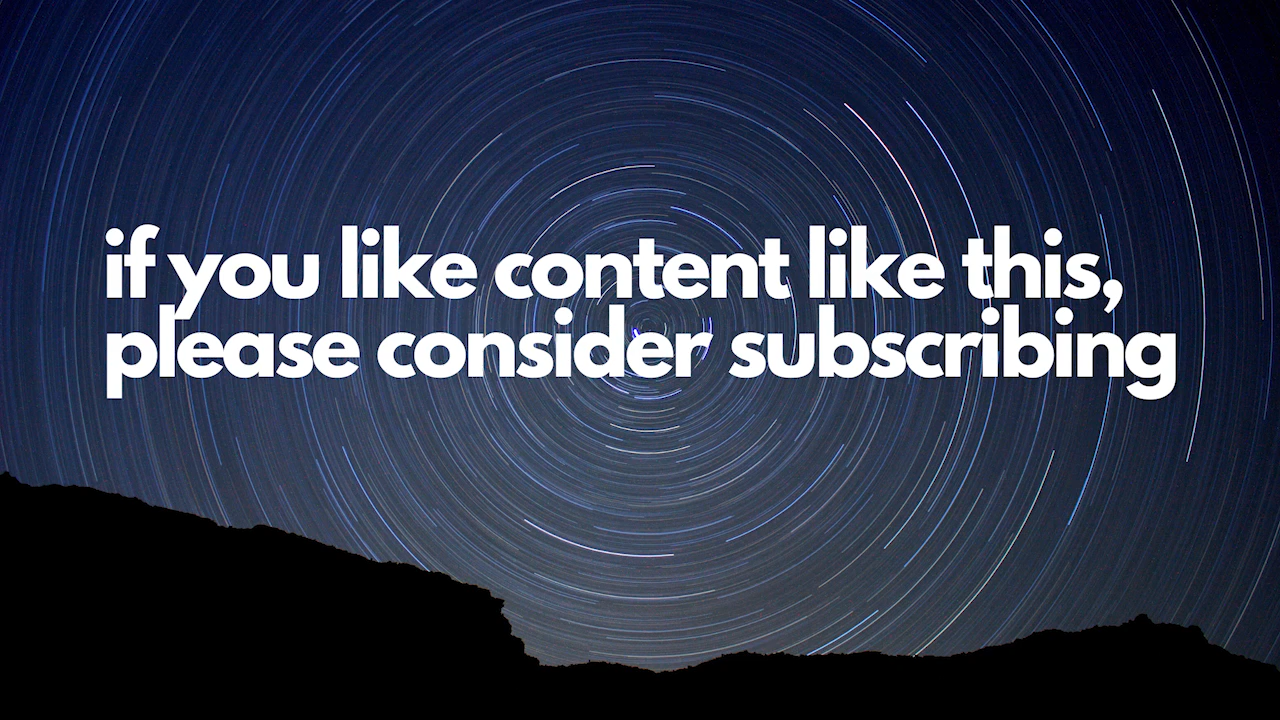 if you like content like this,
please consider subscribing